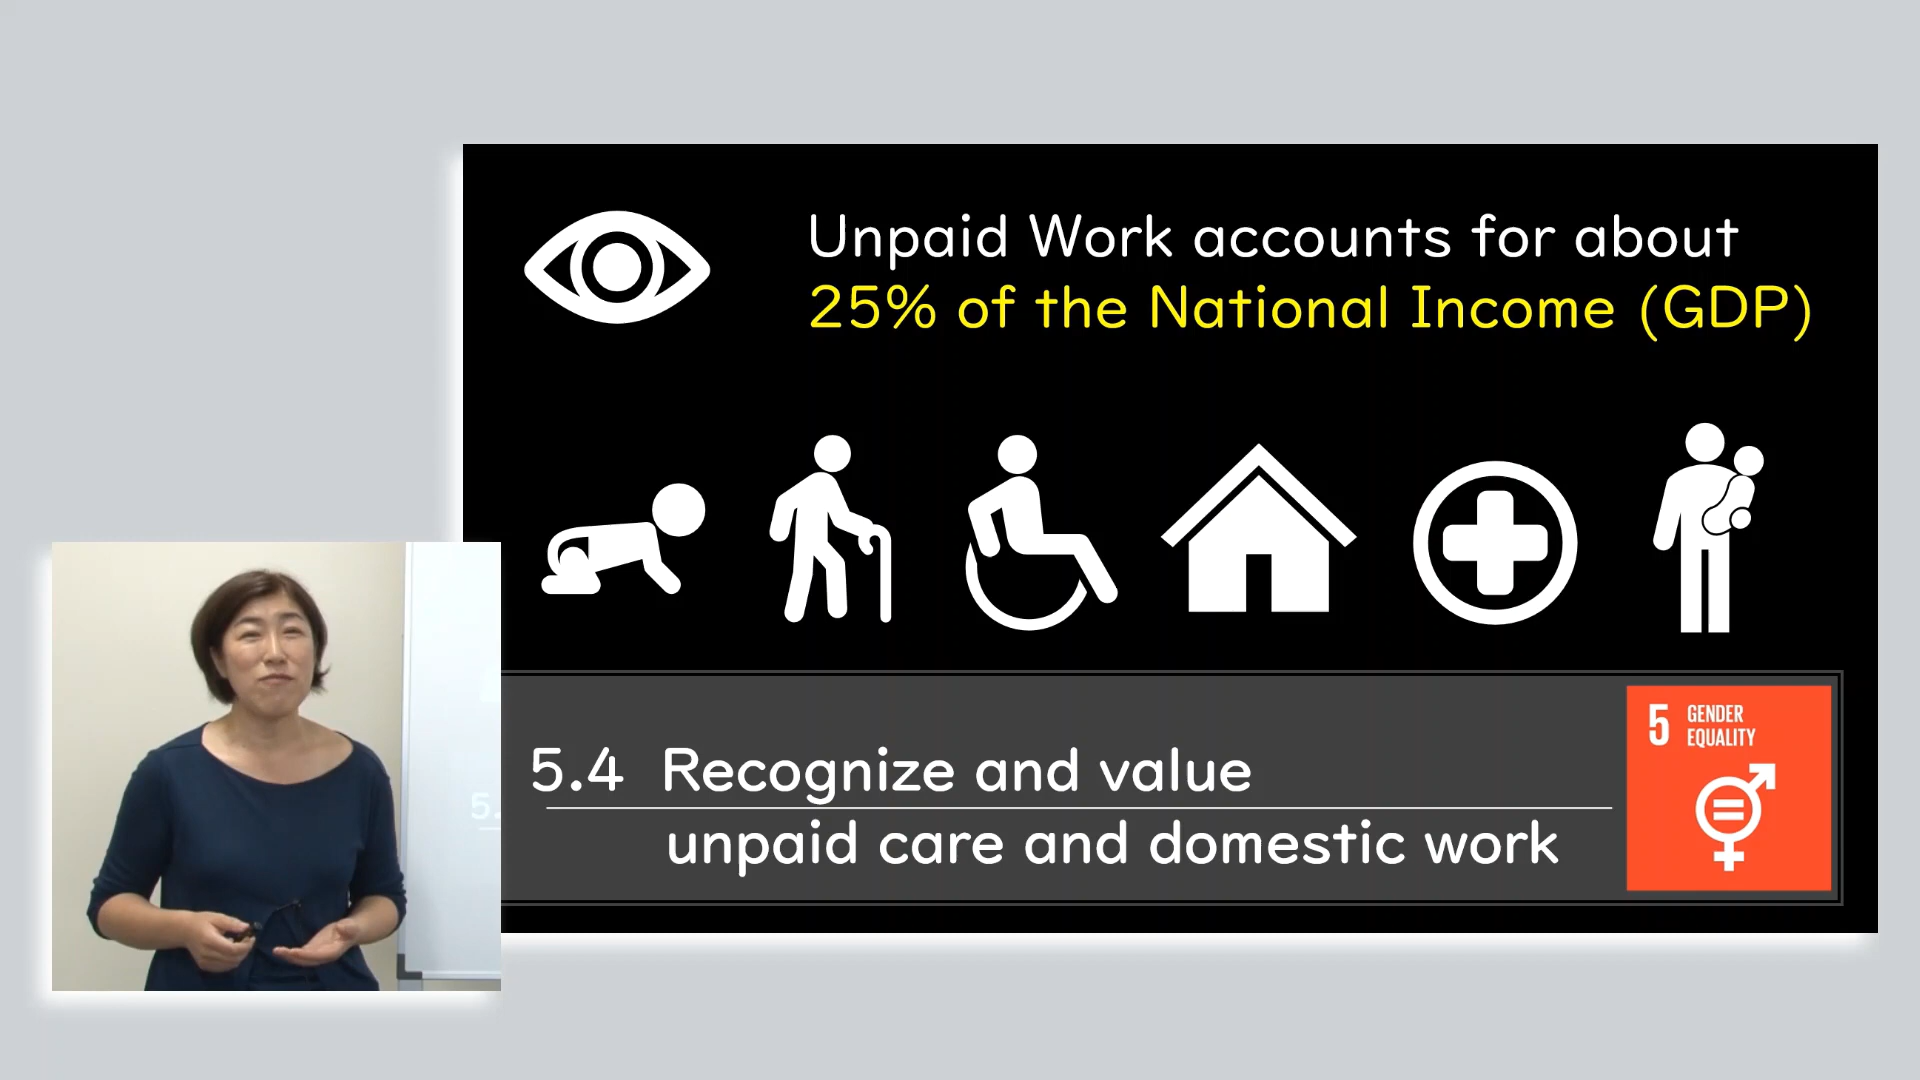 Unpaid Work accounts for about
25% of the National Income (GDP)
5.4 Recognize and value
unpaid care and domestic work
5 GENDER
EQUALITY
5.